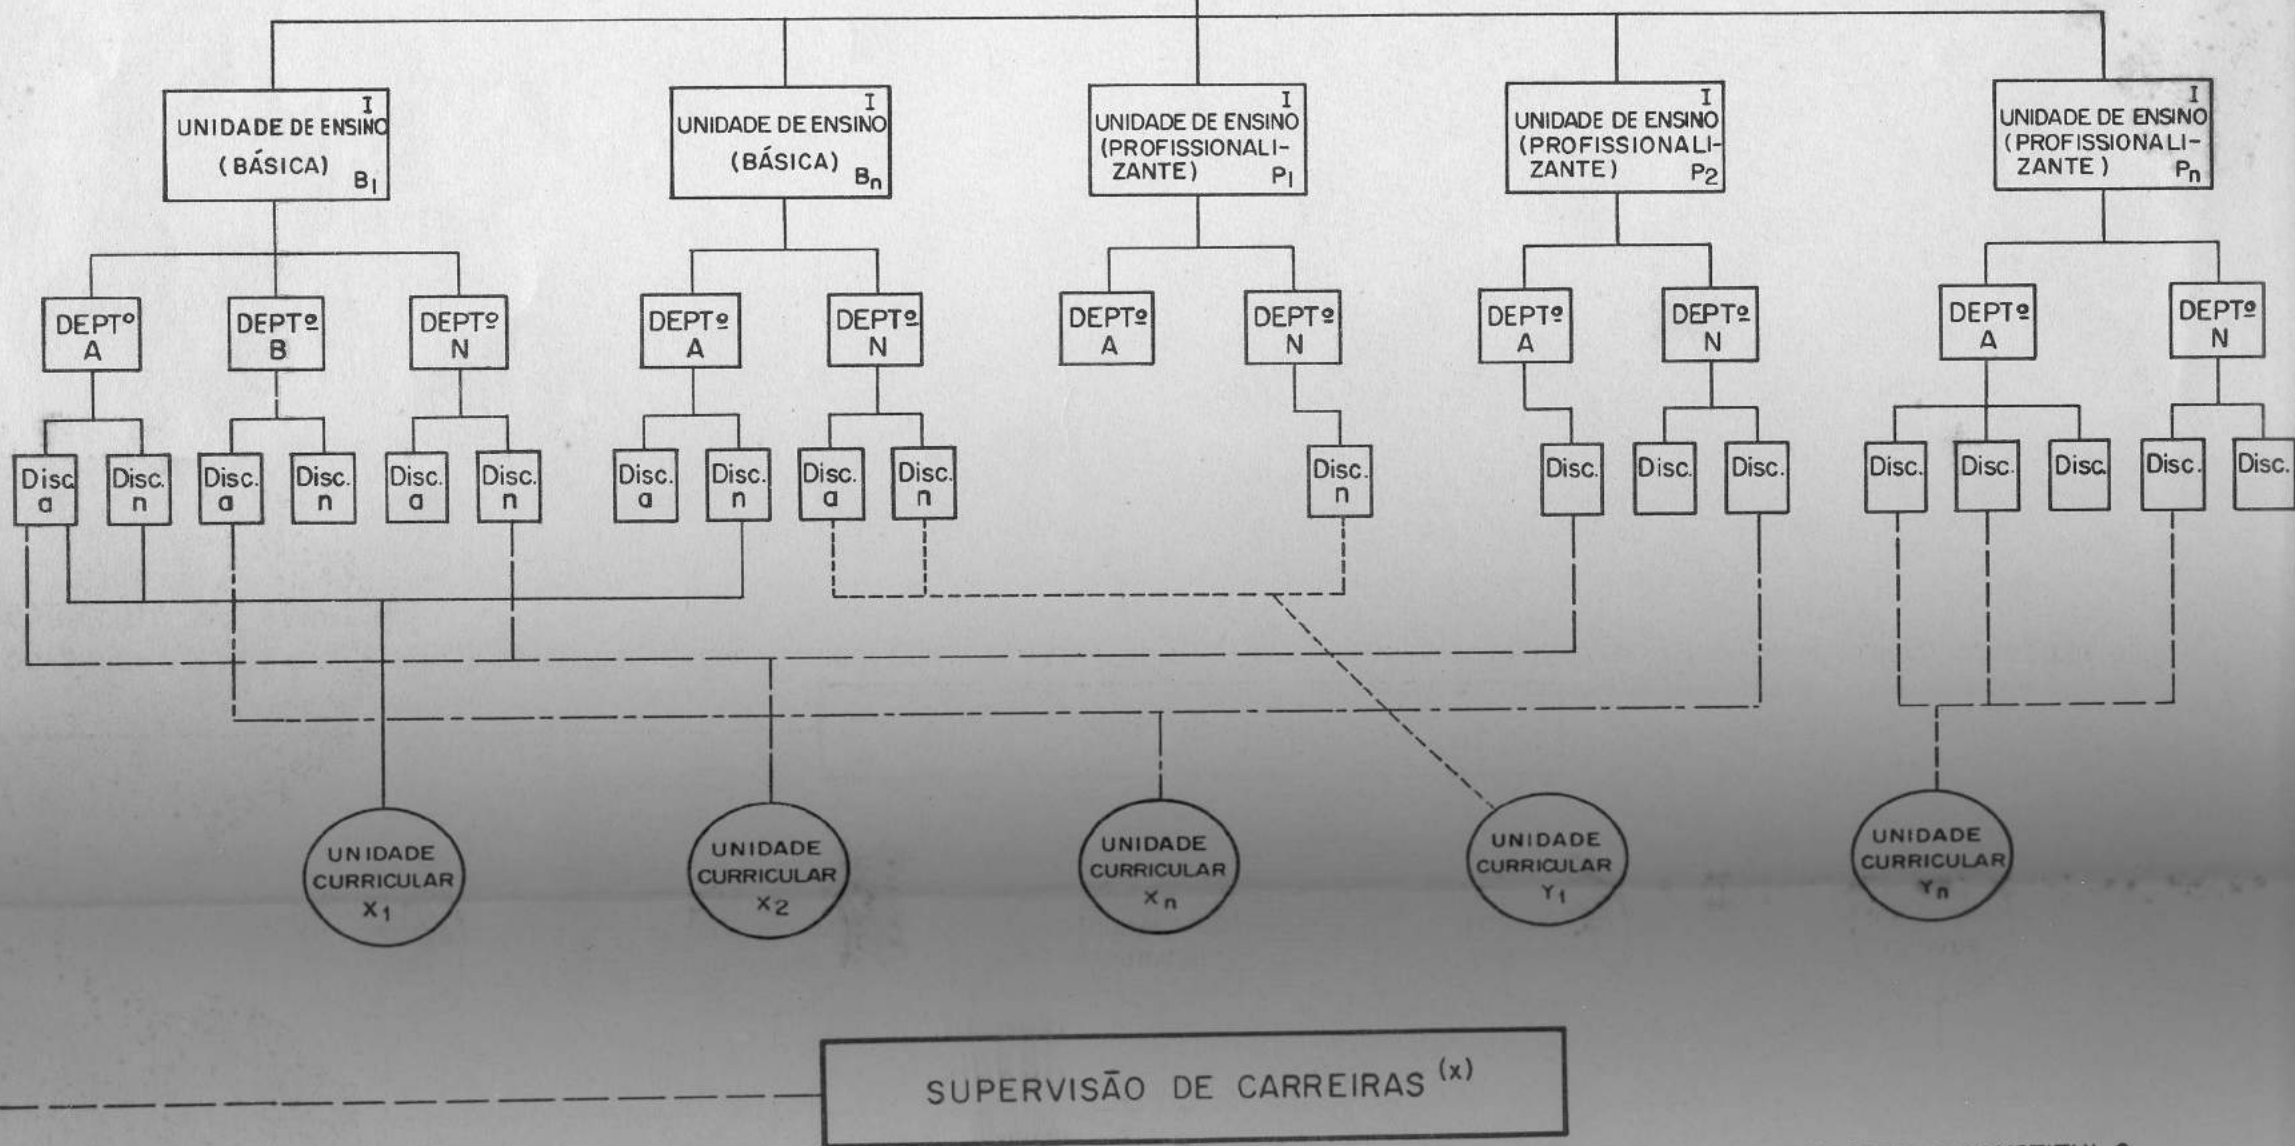 I
UNIDADE DE ENSINO
(BÁSICA)
B1
I
UNIDADE DE ENSINO
(BÁSICA)
Bn
I
UNIDADE DE ENSINO
(PROFISSIONALI-
ZANTE)
P1
I
UNIDADE DE ENSINO
(PROFISSIONALI-
ZANTE)
P2
I
UNIDADE DE ENSINO
(PROFISSIONALI-
ZANTE)
Pn
DEPTº
A
DEPTº
B
DEPTº
N
DEPTº
A
DEPTº
N
DEPTº
A
DEPTº
N
DEPTº
A
DEPTº
N
DEPTº
A
DEPTº
N
Disc
a
Disc.
n
Disc.
a
Disc.
n
Disc.
a
Disc.
n
Disc.
a
Disc.
n
Disc.
a
Disc.
n
Disc.
n
Disc.
Disc.
Disc.
Disc.
Disc.
Disc.
Disc.
Disc.
UNIDADE
CURRICULAR
X1
UNIDADE
CURRICULAR
X2
UNIDADE
CURRICULAR
Xn
UNIDADE
CURRICULAR
Y1
UNIDADE
CURRICULAR
Yn
SUPERVISÃO DE CARREIRAS (x)